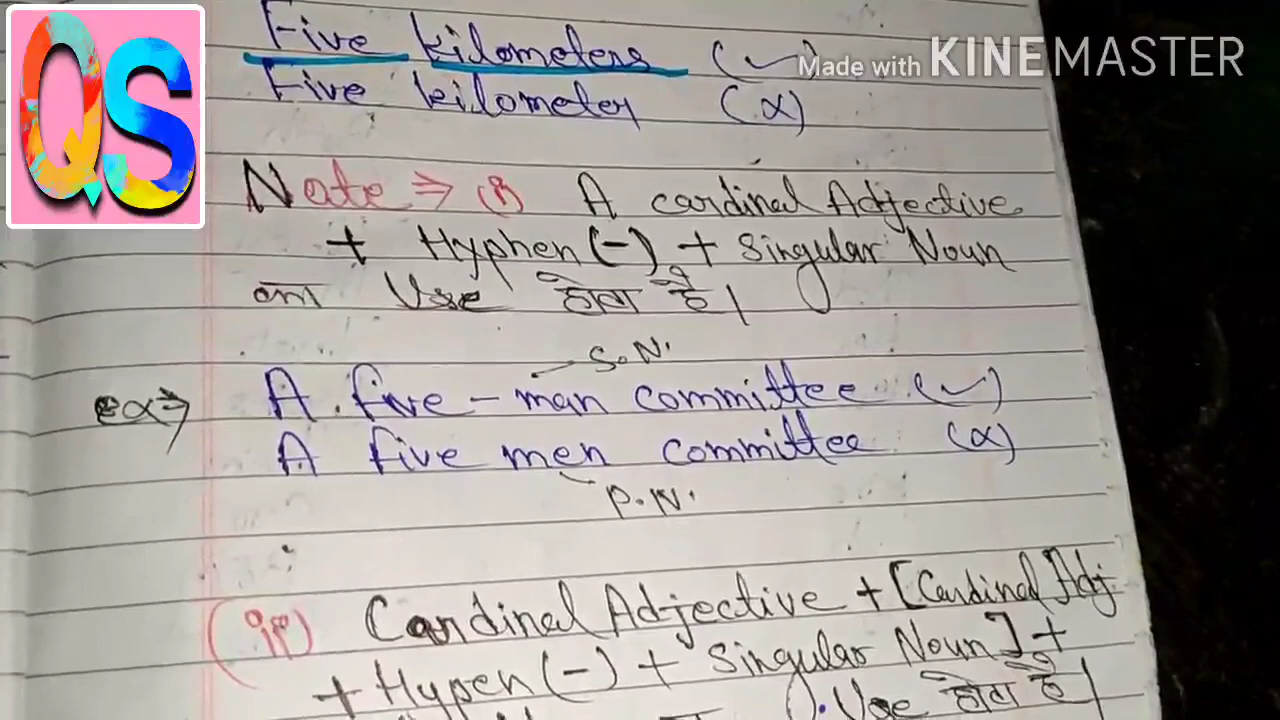 QS
Made with KINEMASTER
Five kilometers (✓)
Five kilometer (x)
Note ⇒ (i) A cardinal Adjective
+ Hyphen (-) + Singular Noun
का Use होता है।
S.N.
ex⇒ A five-man committee (✓)
A five men committee (x)
P.N.
(ii) Cardinal Adjective + [Cardinal Adj.
+ Hypen (-) + Singular Noun] +
Use होता है।